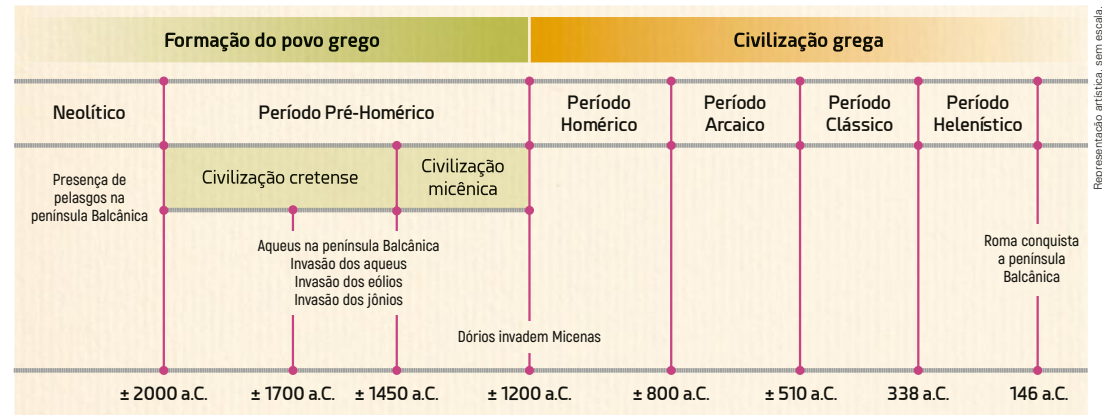 Formação do povo grego
Civilização grega
Neolítico
Período Pré-Homérico
Período
Homérico
Período
Arcaico
Período
Clássico
Período
Helenístico
Presença de
pelasgos na
península Balcânica
Civilização cretense
Civilização
micênica
Aqueus na península Balcânica
Invasão dos aqueus
Invasão dos eólios
Invasão dos jônios
Dórios invadem Micenas
Roma conquista
a península
Balcânica
± 2000 a.C.
± 1700 a.C.
± 1450 a.C.
± 1200 a.C.
± 800 a.C.
± 510 a.C.
338 a.C.
146 a.C.
Representação artística, sem escala.